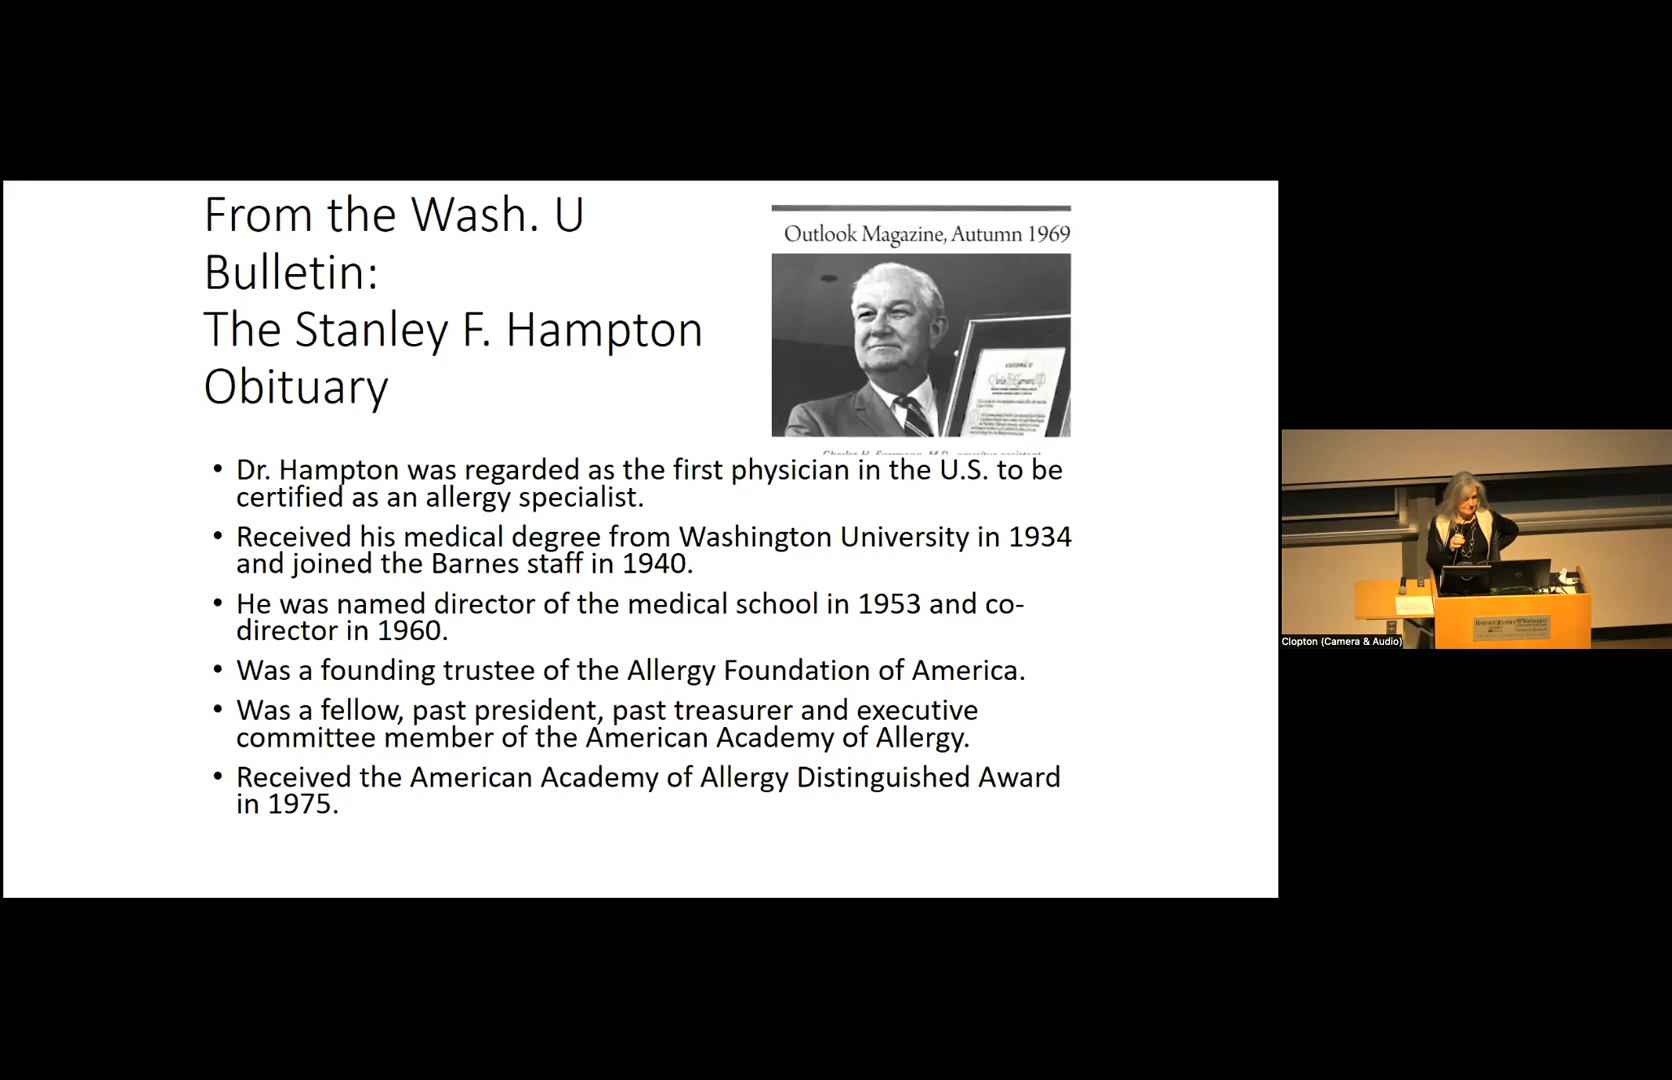 From the Wash. U
Bulletin:
The Stanley F. Hampton
Obituary
Outlook Magazine, Autumn 1969
• Dr. Hampton was regarded as the first physician in the U.S. to be
certified as an allergy specialist.
• Received his medical degree from Washington University in 1934
and joined the Barnes staff in 1940.
• He was named director of the medical school in 1953 and co-
director in 1960.
• Was a founding trustee of the Allergy Foundation of America.
• Was a fellow, past president, past treasurer and executive
committee member of the American Academy of Allergy.
• Received the American Academy of Allergy Distinguished Award
in 1975.
Clopton (Camera & Audio)